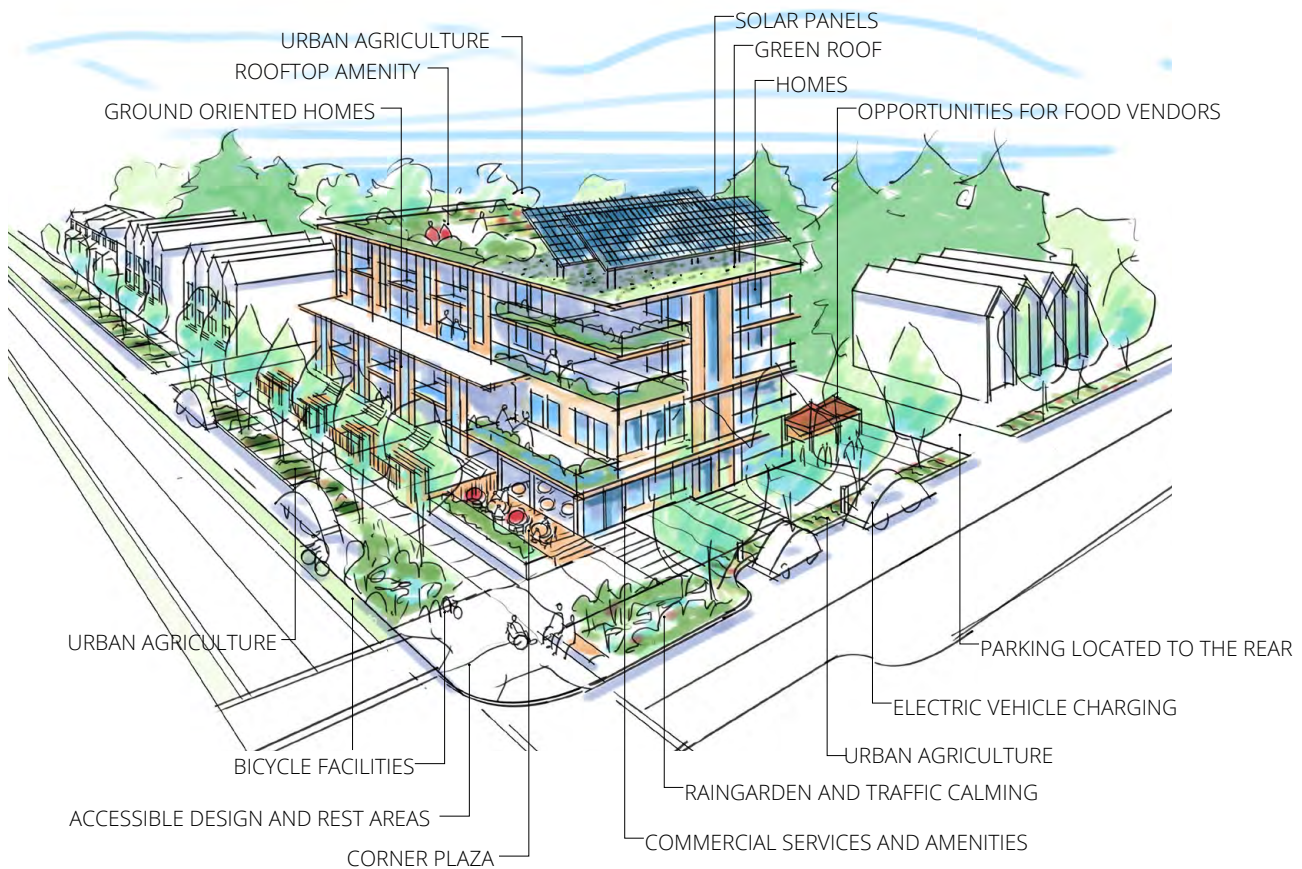 SOLAR PANELS
URBAN AGRICULTURE
GREEN ROOF
ROOFTOP AMENITY
HOMES
GROUND ORIENTED HOMES
OPPORTUNITIES FOR FOOD VENDORS
URBAN AGRICULTURE
PARKING LOCATED TO THE REAR
ELECTRIC VEHICLE CHARGING
URBAN AGRICULTURE
BICYCLE FACILITIES
RAINGARDEN AND TRAFFIC CALMING
ACCESSIBLE DESIGN AND REST AREAS
COMMERCIAL SERVICES AND AMENITIES
CORNER PLAZA